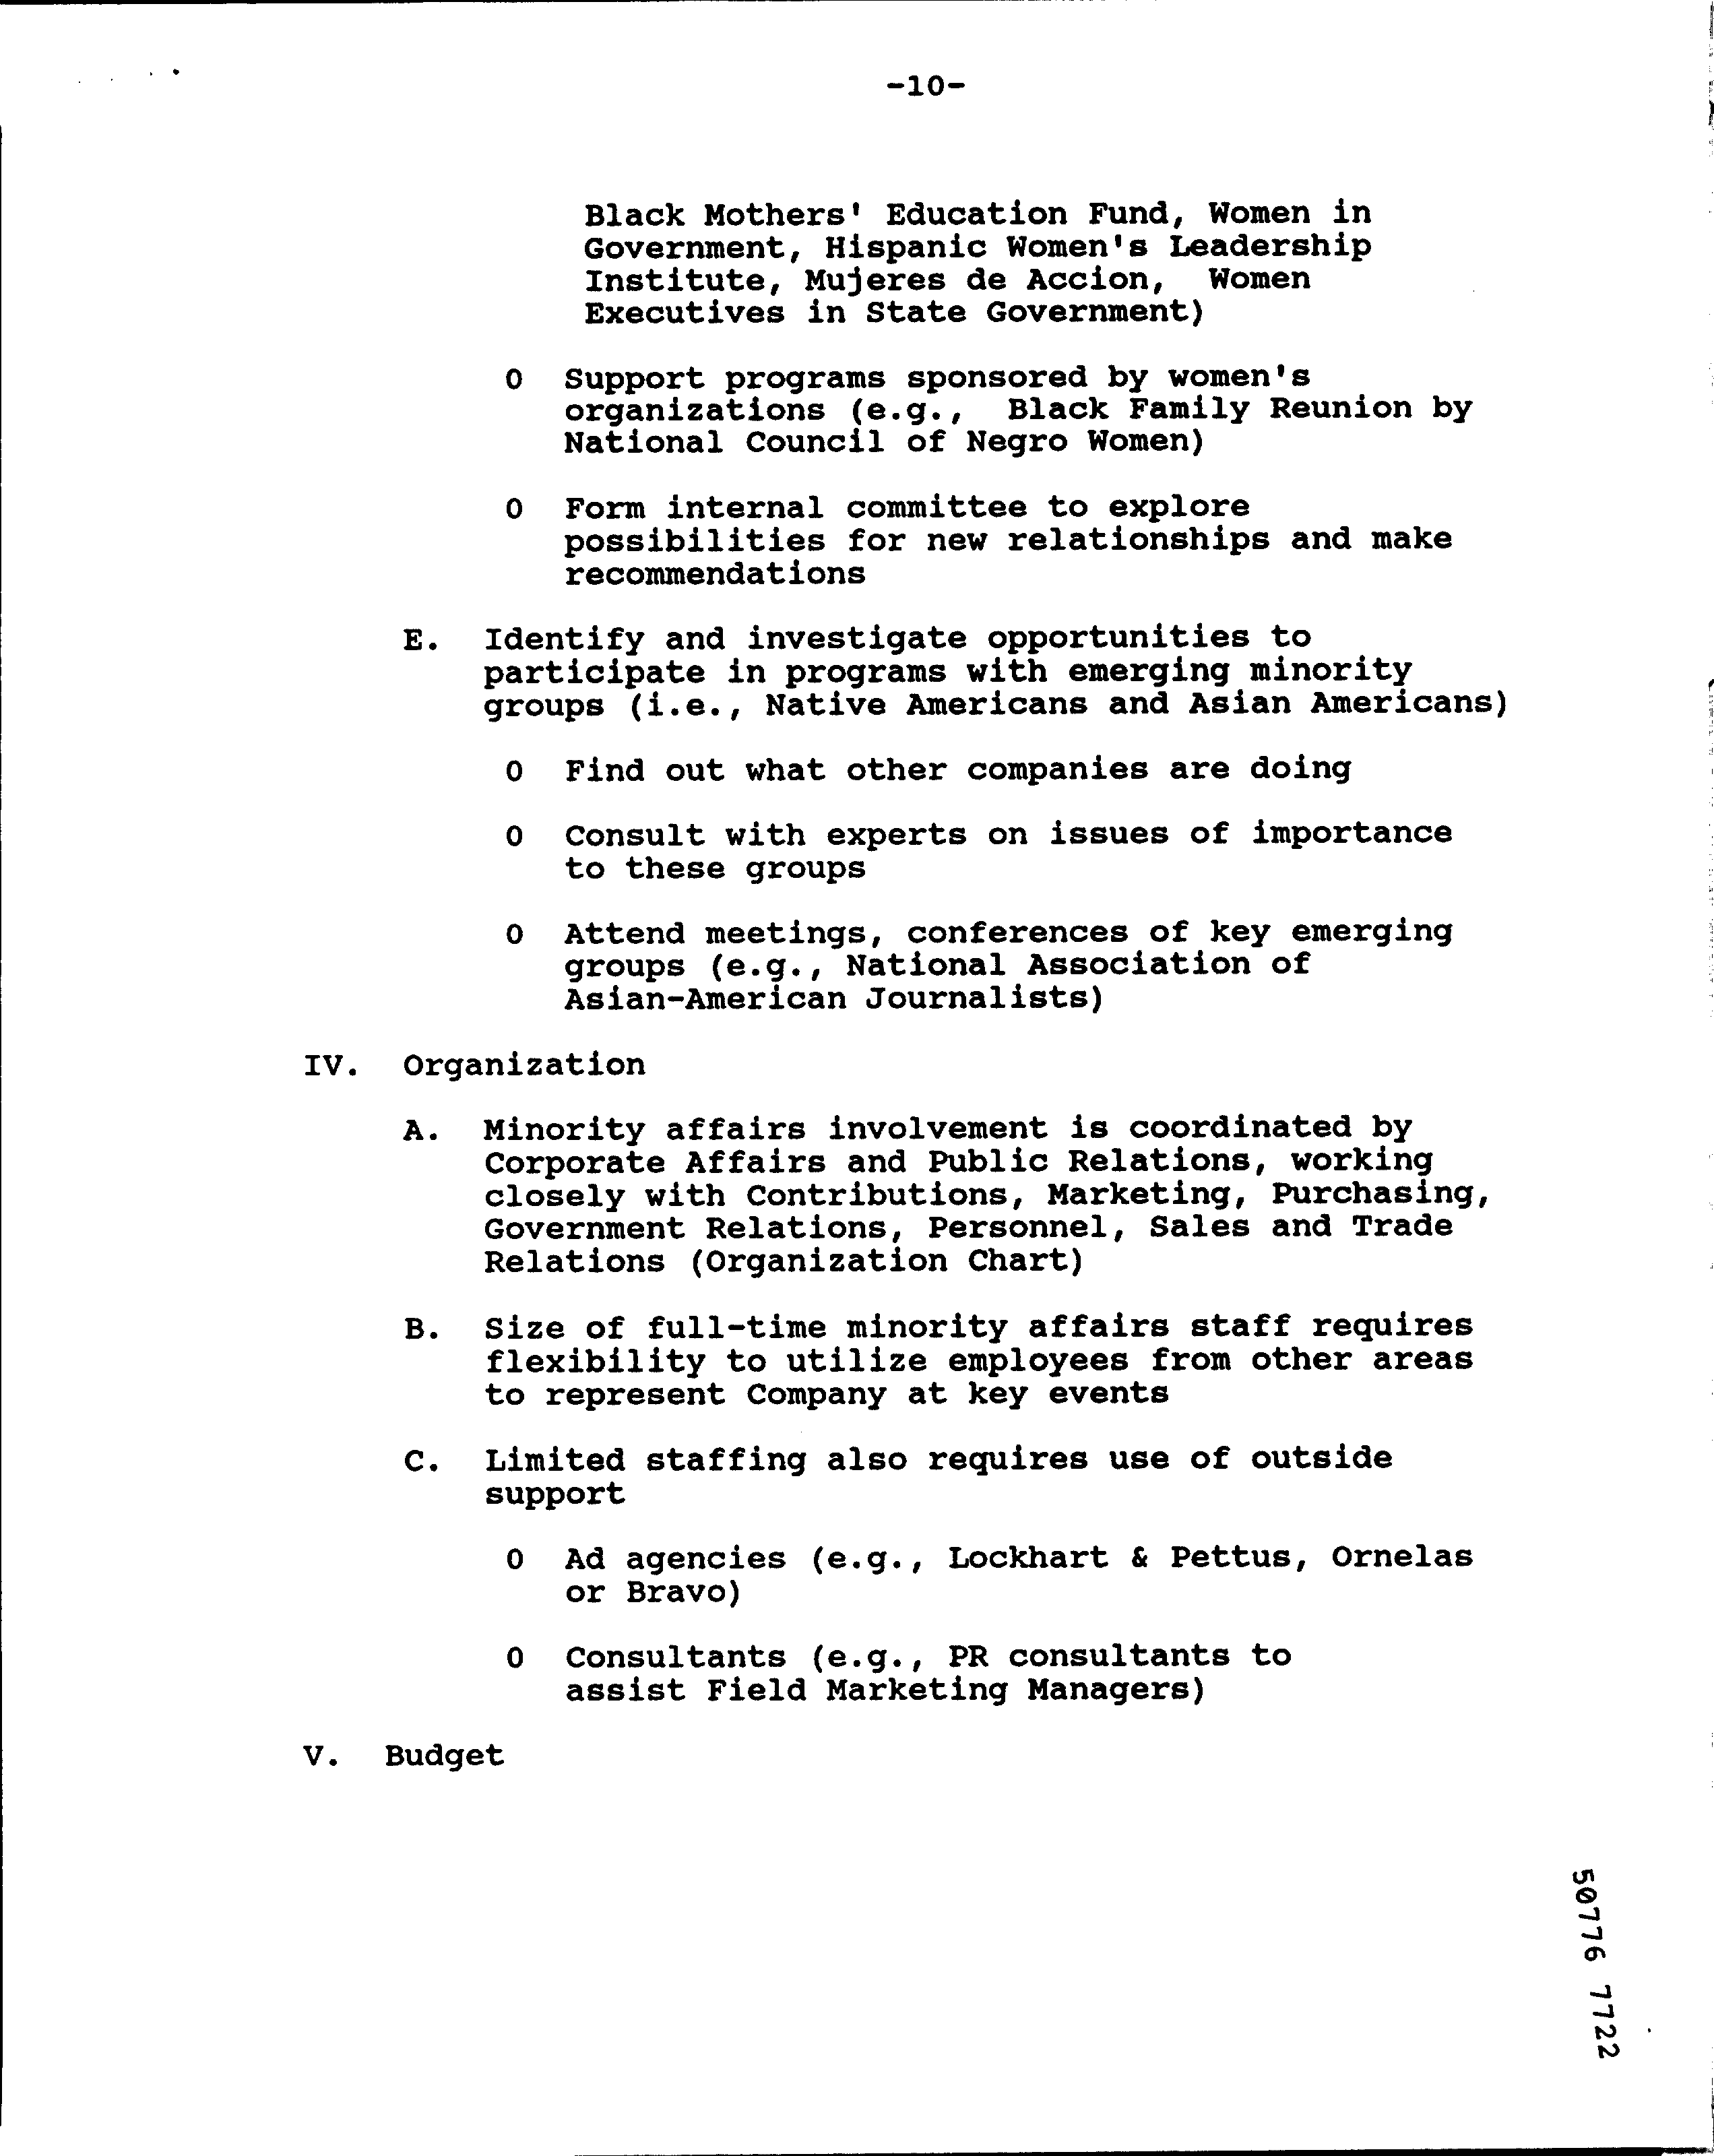 -10-
Black Mothers' Education Fund, Women in
Government, Hispanic Women's Leadership
Institute, Mujeres de Accion,  Women
Executives in State Government)
O  Support programs sponsored by women's
organizations (e.g.,  Black Family Reunion by
National Council of Negro Women)
O  Form internal committee to explore
possibilities for new relationships and make
recommendations
E.  Identify and investigate opportunities to
participate in programs with emerging minority
groups (i.e., Native Americans and Asian Americans)
O  Find out what other companies are doing
O  Consult with experts on issues of importance
to these groups
O  Attend meetings, conferences of key emerging
groups (e.g., National Association of
Asian-American Journalists)
IV.  Organization
A.  Minority affairs involvement is coordinated by
Corporate Affairs and Public Relations, working
closely with Contributions, Marketing, Purchasing,
Government Relations, Personnel, Sales and Trade
Relations (Organization Chart)
B.  Size of full-time minority affairs staff requires
flexibility to utilize employees from other areas
to represent Company at key events
C.  Limited staffing also requires use of outside
support
O  Ad agencies (e.g., Lockhart & Pettus, Ornelas
or Bravo)
O  Consultants (e.g., PR consultants to
assist Field Marketing Managers)
V.  Budget
50776 7722